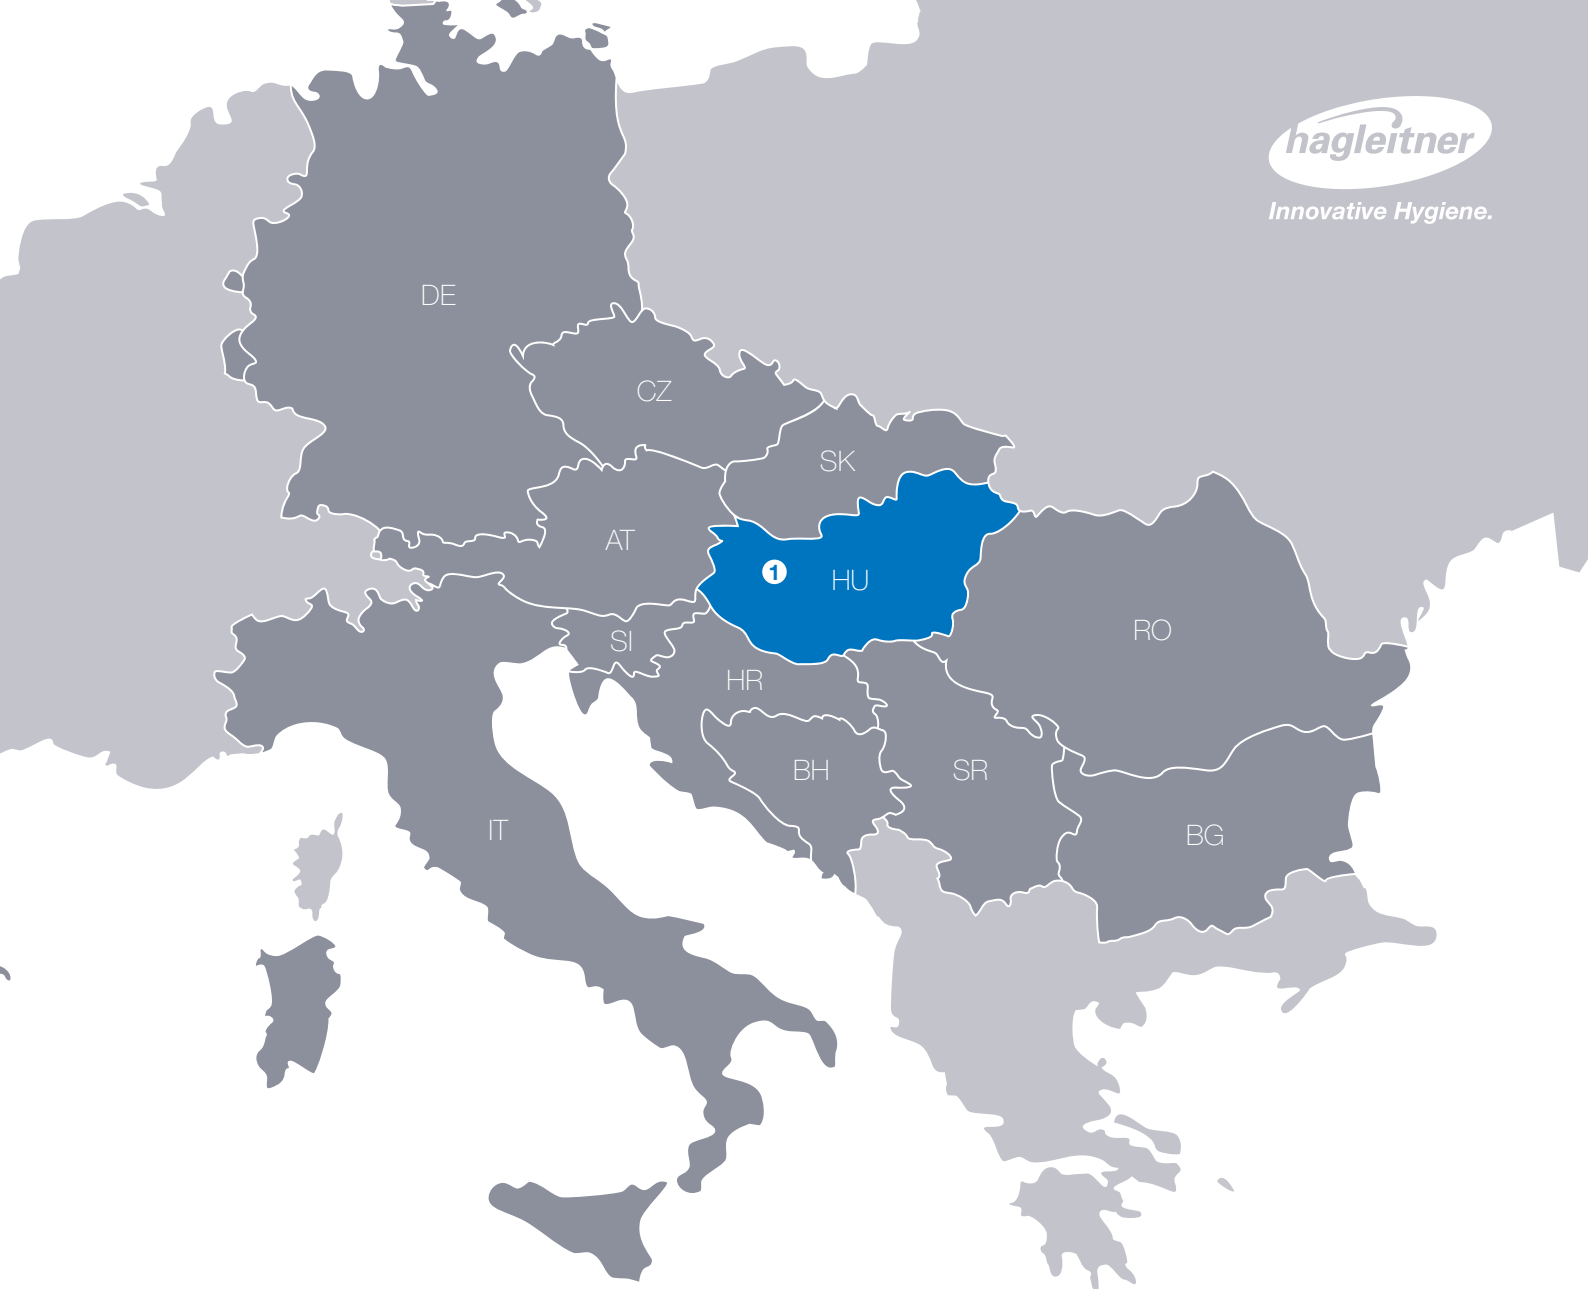 hagleitner
Innovative Hygiene.
DE
CZ
SK
AT
1 HU
RO
SI
HR
BH
SR
IT
BG